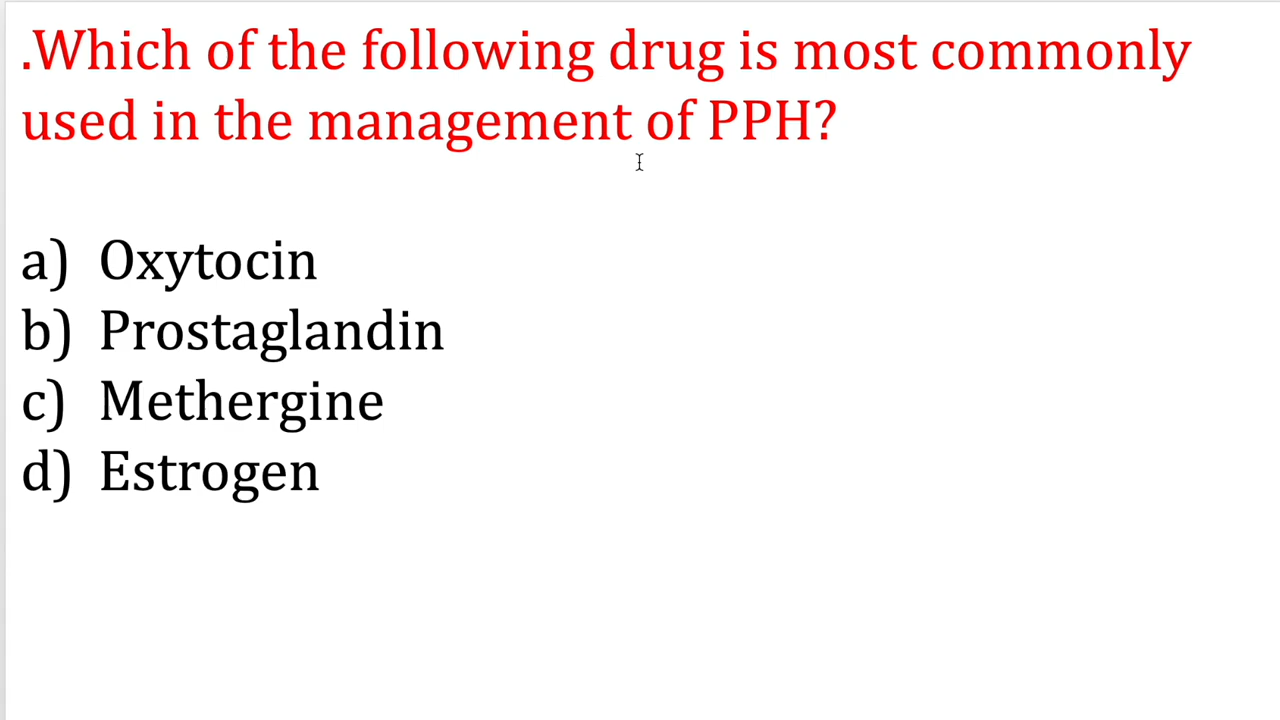 .Which of the following drug is most commonly
used in the management of PPH?
a) Oxytocin
b) Prostaglandin
c) Methergine
d) Estrogen